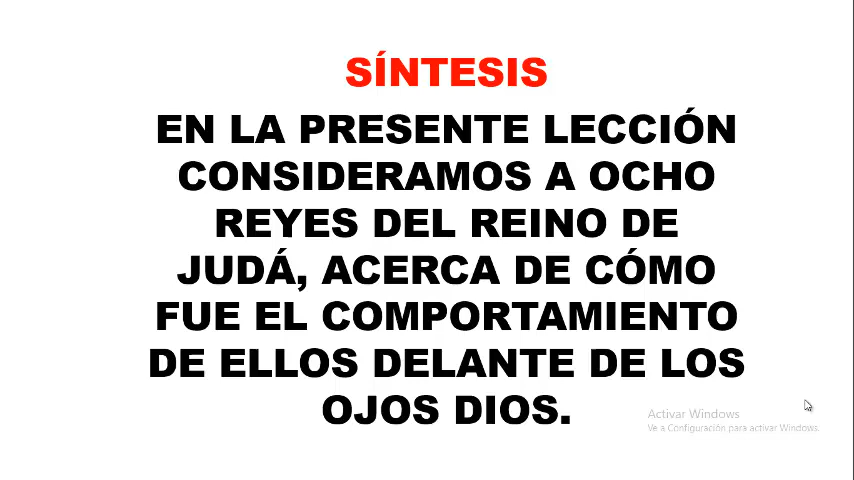 SÍNTESIS
EN LA PRESENTE LECCIÓN
CONSIDERAMOS A OCHO
REYES DEL REINO DE
JUDÁ, ACERCA DE CÓMO
FUE EL COMPORTAMIENTO
DE ELLOS DELANTE DE LOS
OJOS DIOS.
Activar Windows
Ve a Configuración para activar Windows.